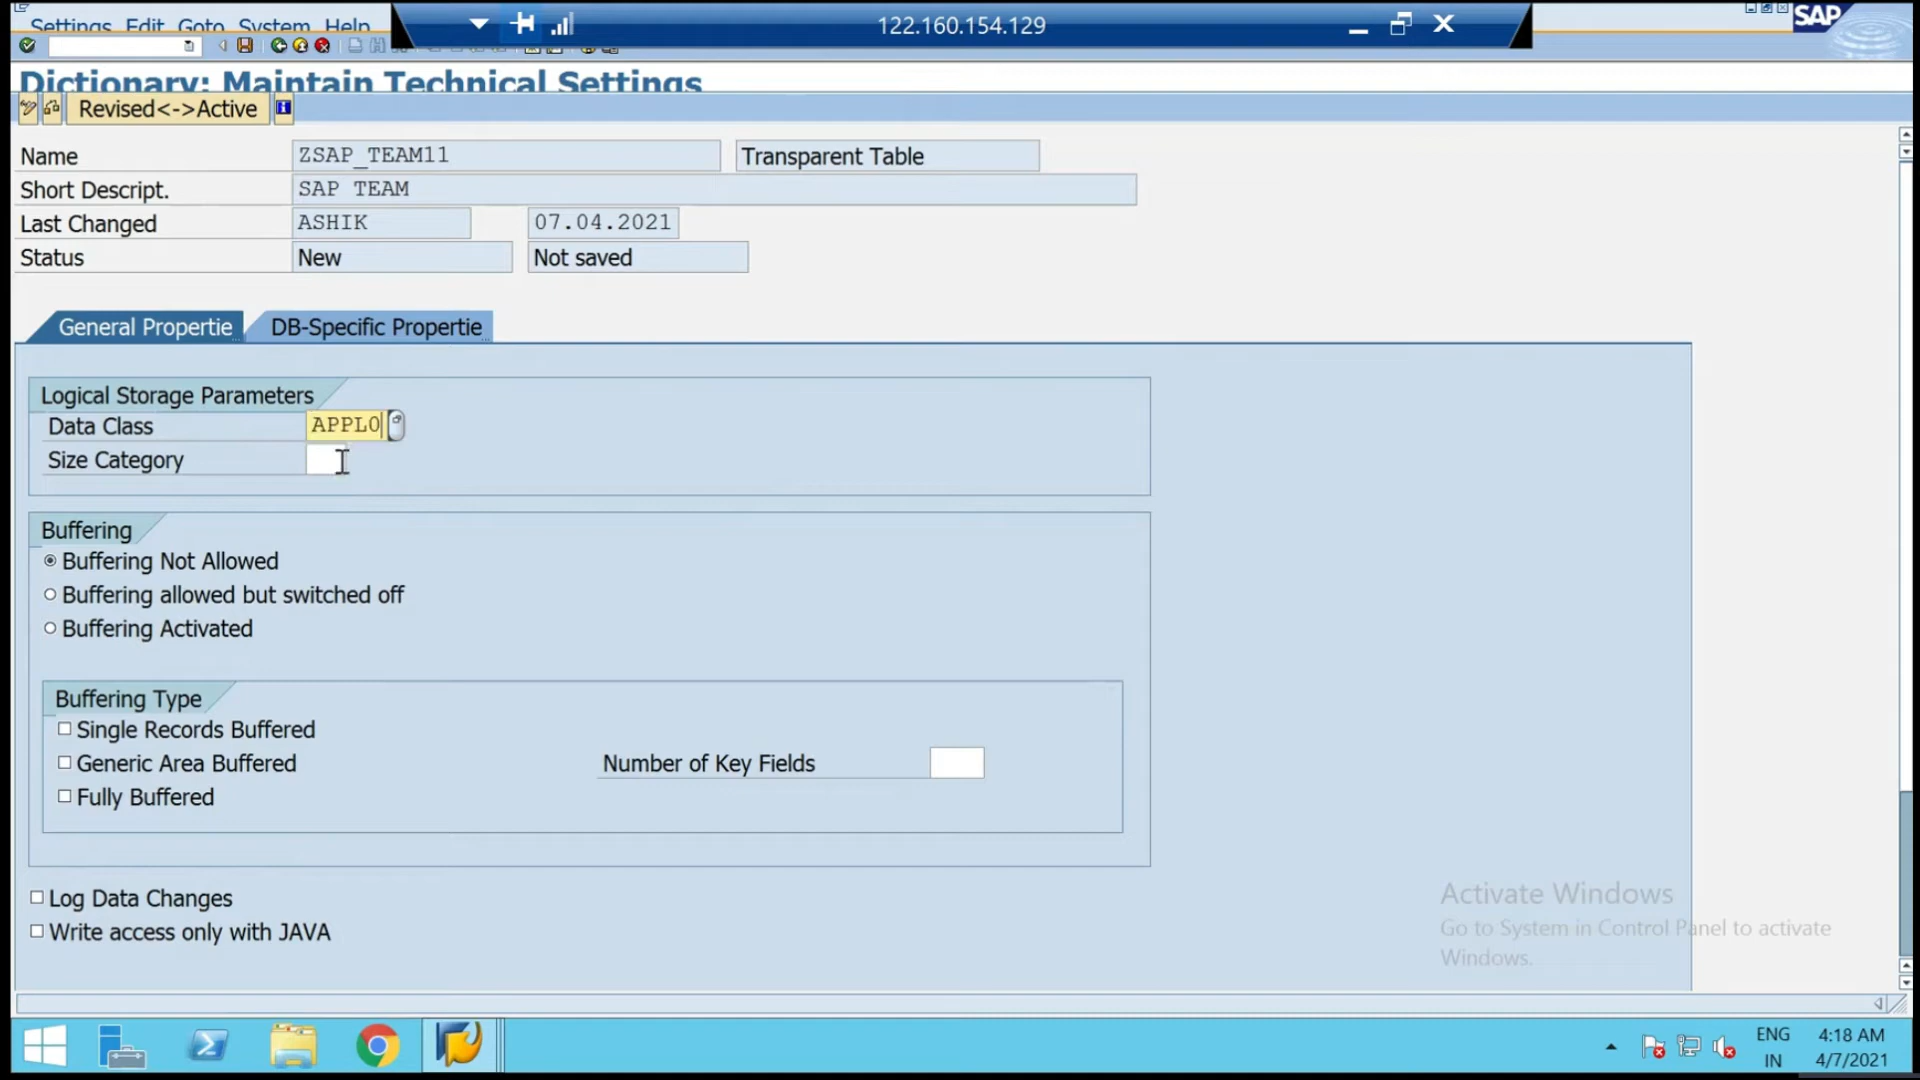 Settings Edit Goto System Help
122.160.154.129
SAP
Dictionary: Maintain Technical Settings
Revised<->Active
Name ZSAP_TEAM11 Transparent Table
Short Descript. SAP TEAM
Last Changed ASHIK 07.04.2021
Status New Not saved
General Propertie DB-Specific Propertie
Logical Storage Parameters
Data Class APPL0
Size Category
Buffering
Buffering Not Allowed
Buffering allowed but switched off
Buffering Activated
Buffering Type
Single Records Buffered
Generic Area Buffered Number of Key Fields
Fully Buffered
Log Data Changes
Write access only with JAVA
Activate Windows
Go to System in Control Panel to activate
Windows.
ENG 4:18 AM
IN 4/7/2021